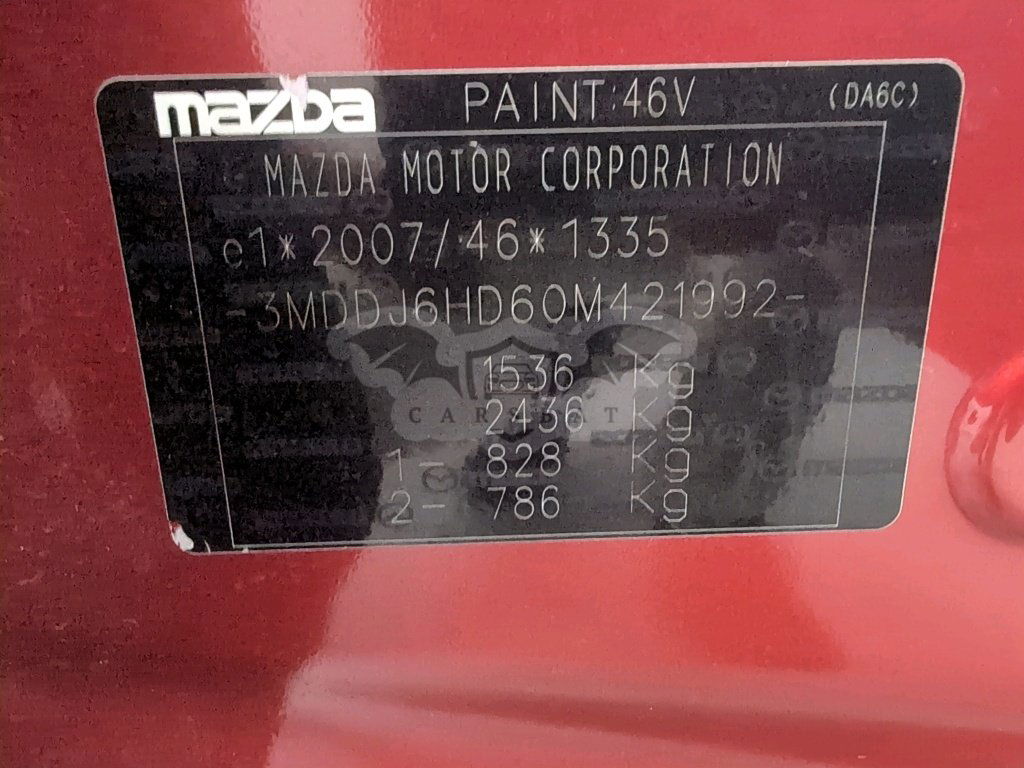 mazda PAINT:46V (DA6C)
MAZDA MOTOR CORPORATION
e1*2007/46*1335
-3MDDJ6HD60M421992-
1536 Kg
CARSBAT
2436 Kg
1- 828 Kg
2- 786 Kg